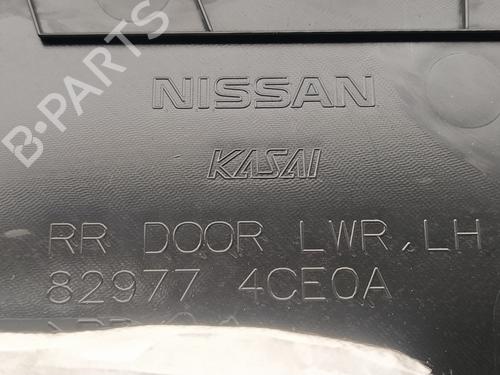 B-PARTS
NISSAN
KASAI
RR DOOR LWR, LH
82977 4CE0A